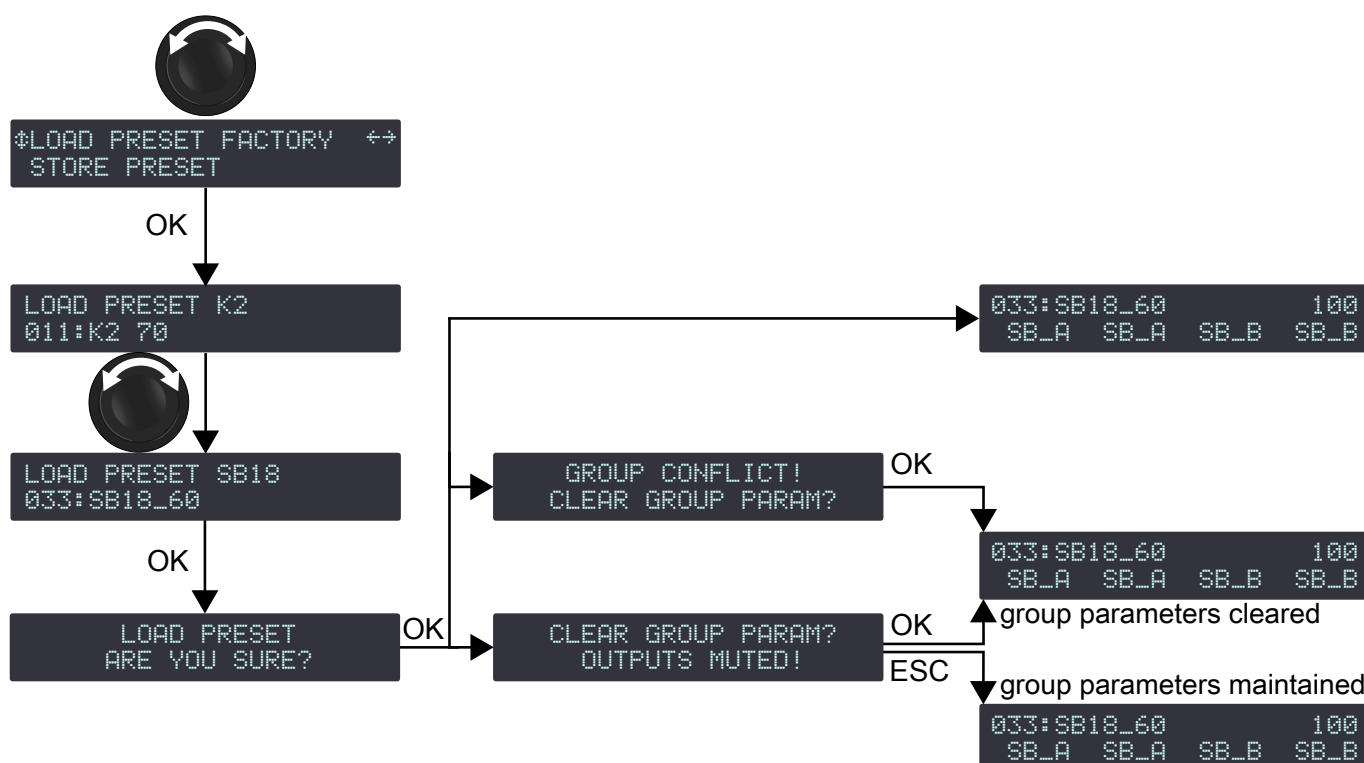 ⇕LOAD PRESET FACTORY ←→
STORE PRESET
OK
LOAD PRESET K2
011:K2 70
LOAD PRESET SB18
033:SB18_60
OK
LOAD PRESET
ARE YOU SURE?
OK
033:SB18_60 100
SB_A SB_A SB_B SB_B
GROUP CONFLICT!
CLEAR GROUP PARAM?
OK
033:SB18_60 100
SB_A SB_A SB_B SB_B
group parameters cleared
CLEAR GROUP PARAM?
OUTPUTS MUTED!
OK
ESC
group parameters maintained
033:SB18_60 100
SB_A SB_A SB_B SB_B